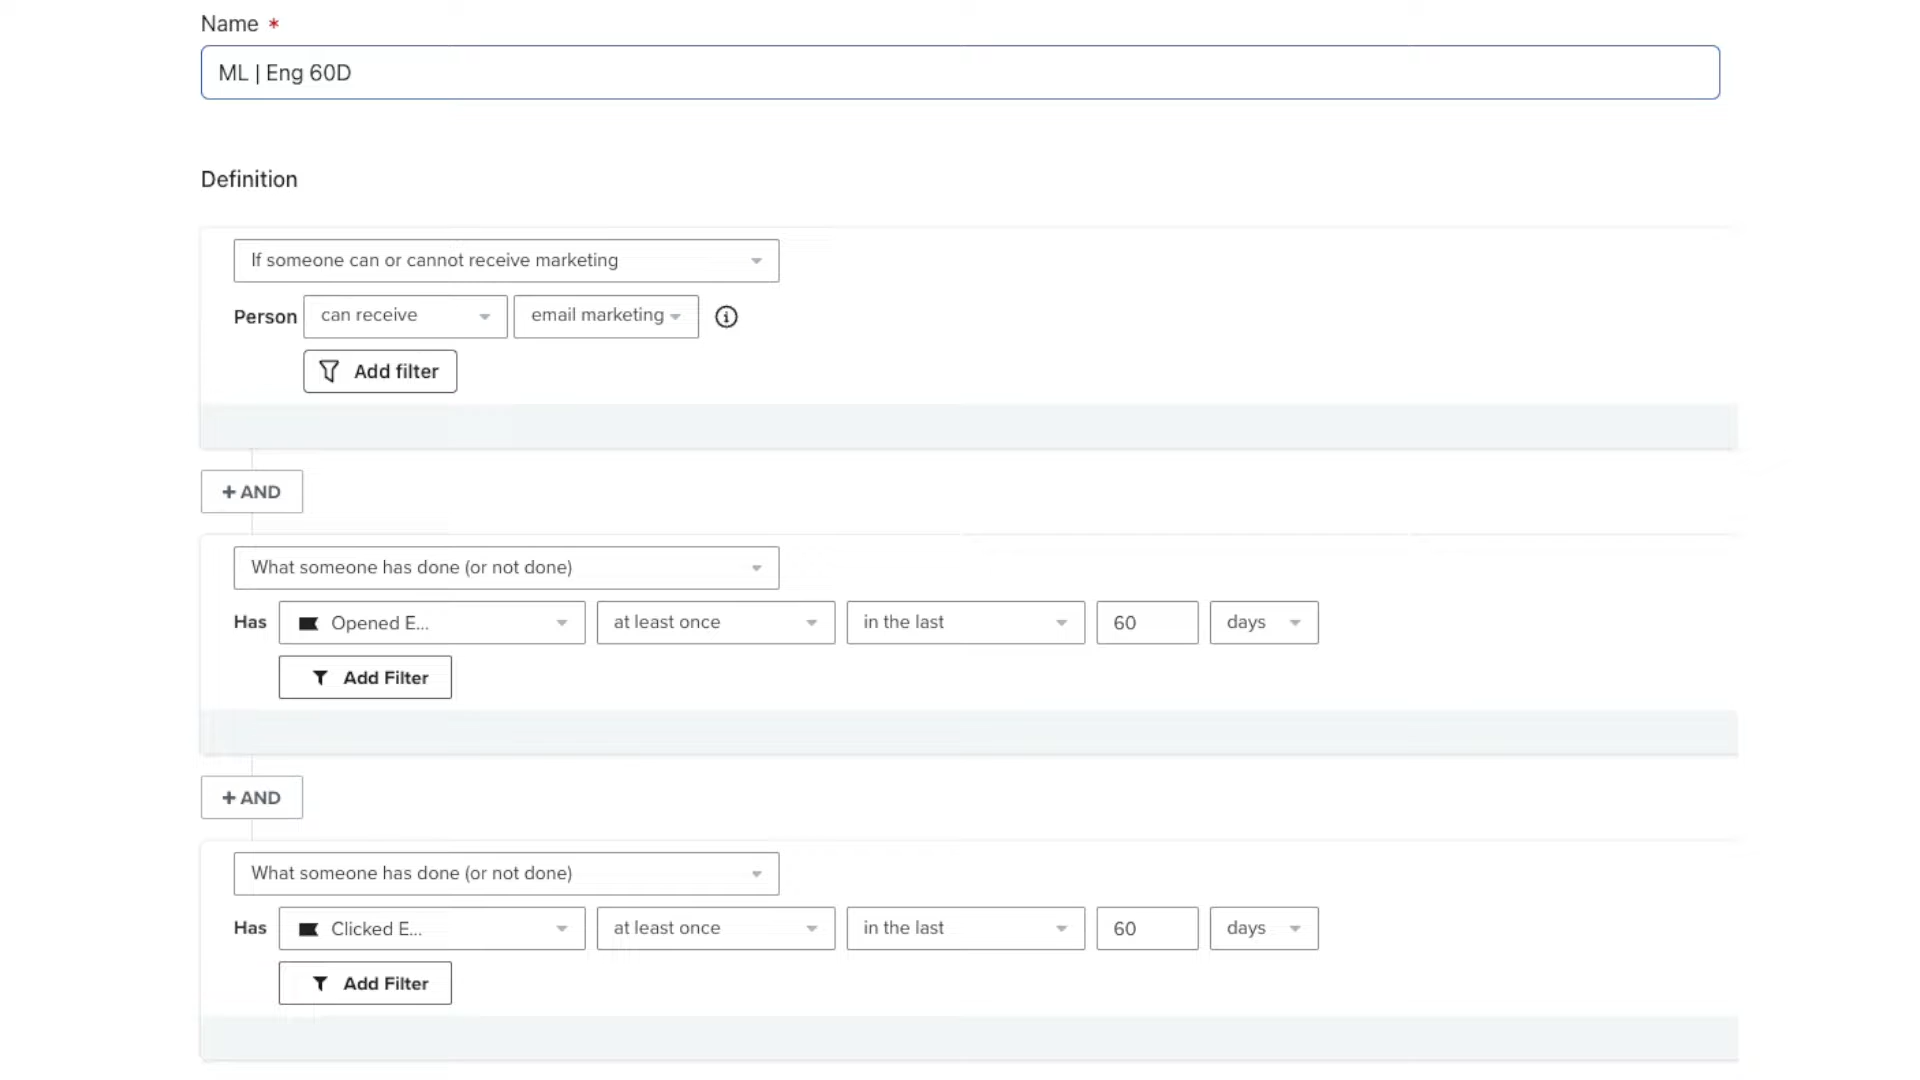 Name *
ML | Eng 60D
Definition
If someone can or cannot receive marketing
Person can receive email marketing
Add filter
+ AND
What someone has done (or not done)
Has Opened E... at least once in the last 60 days
Add Filter
+ AND
What someone has done (or not done)
Has Clicked E... at least once in the last 60 days
Add Filter